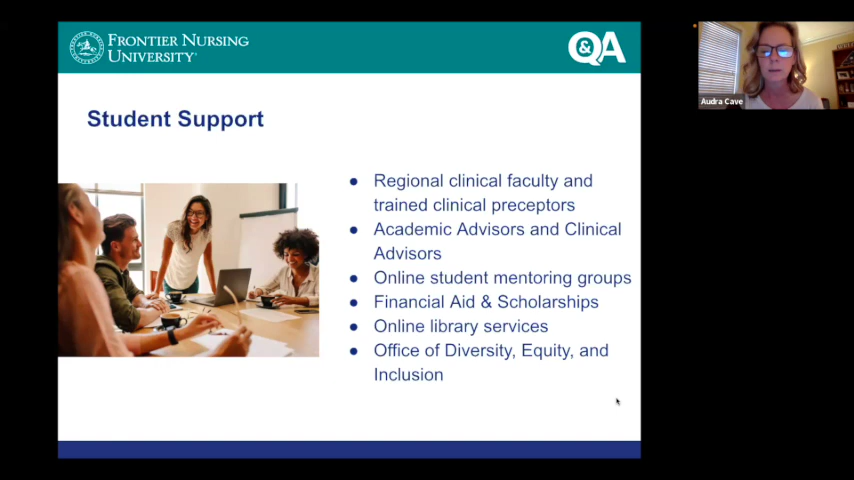 FRONTIER NURSING
UNIVERSITY
Q&A
Audra Cave
Student Support
● Regional clinical faculty and
trained clinical preceptors
● Academic Advisors and Clinical
Advisors
● Online student mentoring groups
● Financial Aid & Scholarships
● Online library services
● Office of Diversity, Equity, and
Inclusion